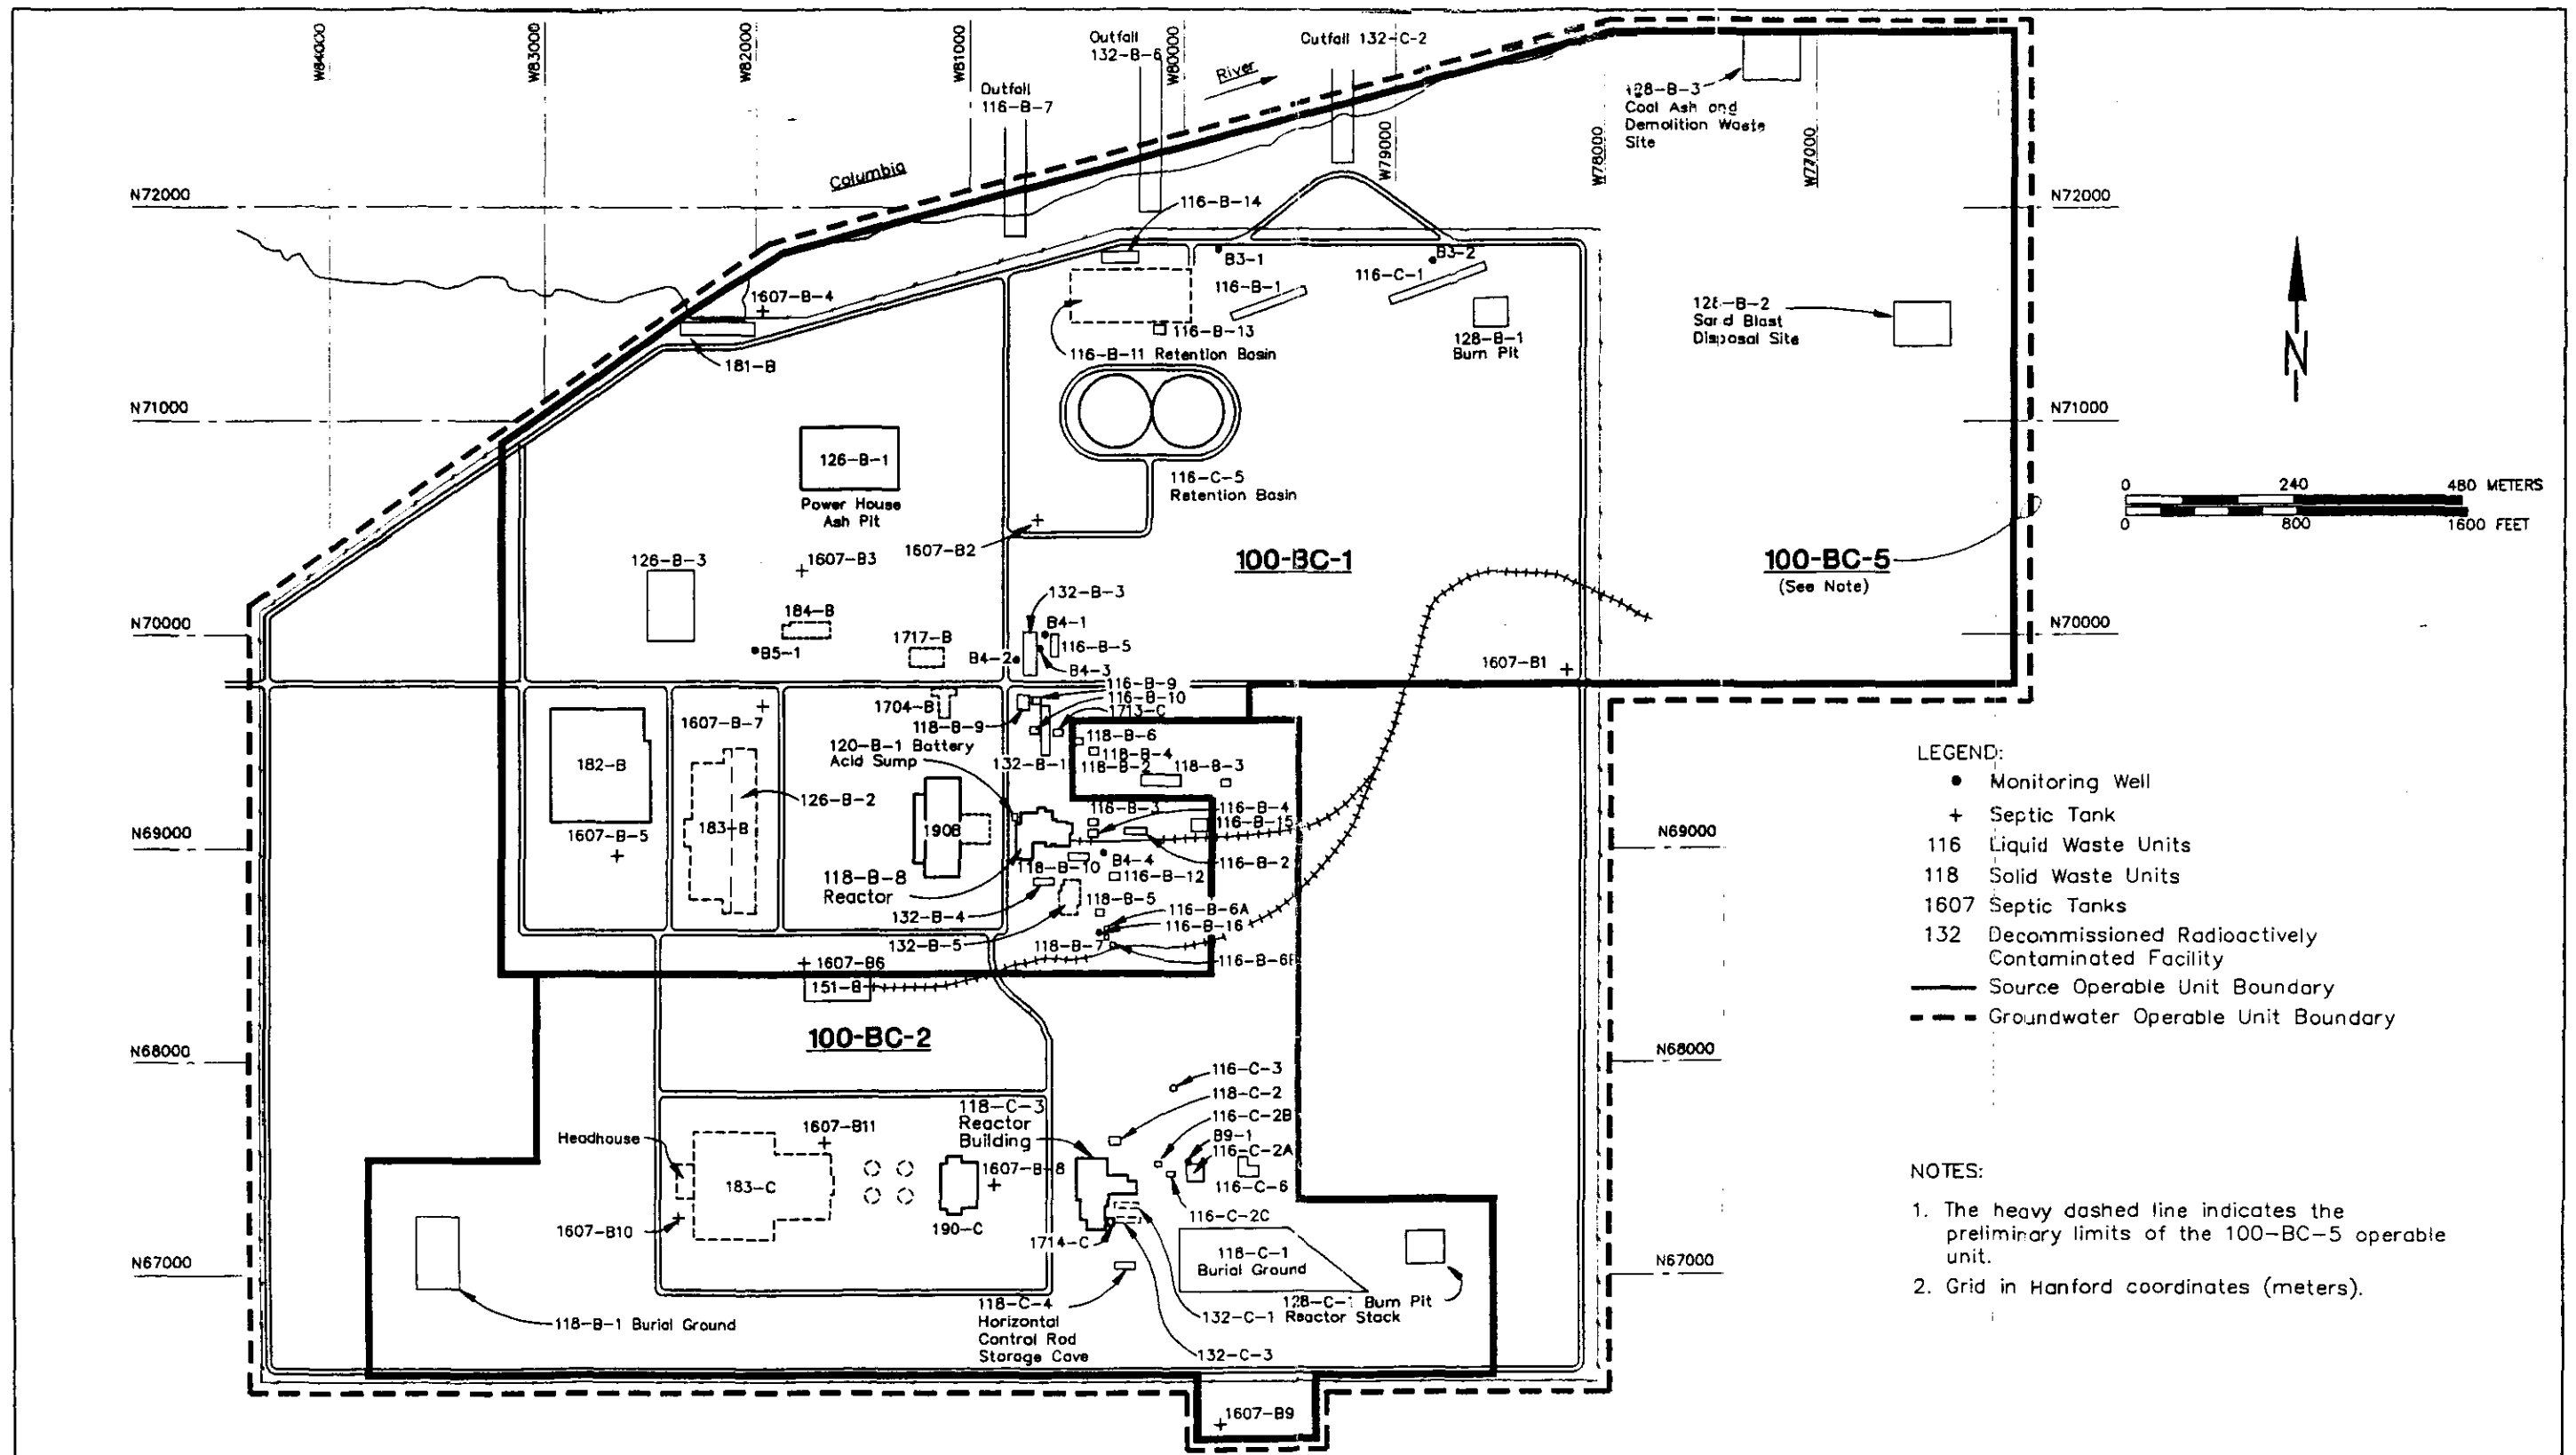 W84000
W83000
W82000
W81000
W80000
W79000
W78000
W77000
Outfall
116-B-7
Outfall
132-B-6
River
Cutfall 132-C-2
Columbia
128-B-3
Coal Ash and
Demolition Waste
Site
N72000
N72000
116-B-14
B3-1
B3-2
116-C-1
116-B-1
1607-B-4
116-B-13
116-B-11 Retention Basin
128-B-1
Burn Pit
128-B-2
Sand Blast
Disposal Site
181-B
N
N71000
N71000
126-B-1
Power House
Ash Pit
116-C-5
Retention Basin
0 240 480 METERS
0 800 1600 FEET
1607-B2
1607-B3
126-B-3
100-BC-1
100-BC-5
(See Note)
132-B-3
184-B
B4-1
N70000
N70000
1717-B
116-B-5
B5-1
B4-2
B4-3
1607-B1
116-B-9
116-B-10
1704-B
1713-C
118-B-9
1607-B-7
118-B-6
120-B-1 Battery
Acid Sump
118-B-4
132-B-1
118-B-2
118-B-3
182-B
126-B-2
116-B-3
116-B-4
116-B-15
N69000
N69000
1607-B-5
183-B
190B
B4-4
116-B-2
118-B-10
116-B-12
118-B-8
Reactor
118-B-5
132-B-4
116-B-6A
116-B-16
132-B-5
118-B-7
116-B-6B
1607-B6
151-B
LEGEND:
Monitoring Well
Septic Tank
116 Liquid Waste Units
118 Solid Waste Units
1607 Septic Tanks
132 Decommissioned Radioactively
Contaminated Facility
Source Operable Unit Boundary
Groundwater Operable Unit Boundary
100-BC-2
N68000
N68000
116-C-3
118-C-2
118-C-3
Reactor
Building
116-C-2B
B9-1
116-C-2A
Headhouse
1607-B11
1607-B-8
183-C
116-C-6
116-C-2C
1607-B10
190-C
1714-C
118-C-1
Burial Ground
N67000
N67000
118-C-4
Horizontal
Control Rod
Storage Cave
128-C-1 Burn Pit
132-C-1 Reactor Stack
118-B-1 Burial Ground
132-C-3
1607-B9
NOTES:
1. The heavy dashed line indicates the
preliminary limits of the 100-BC-5 operable
unit.
2. Grid in Hanford coordinates (meters).